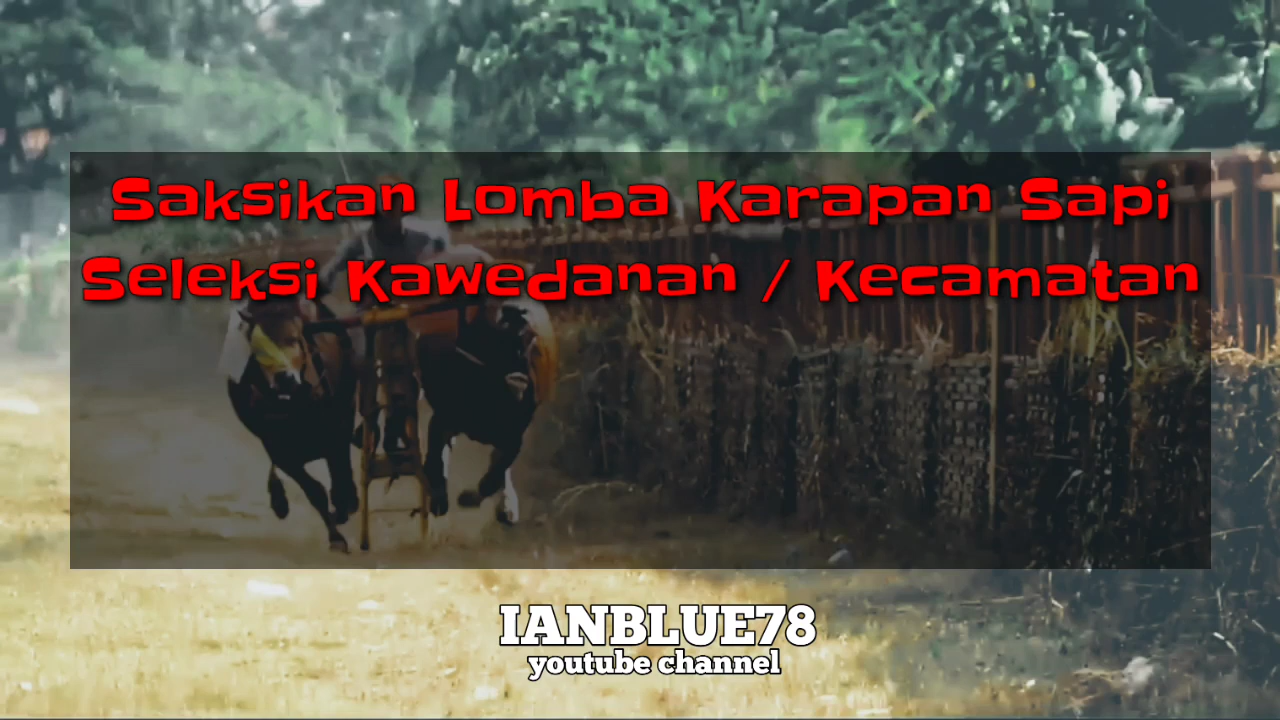 Saksikan Lomba Karapan Sapi
Seleksi Kawedanan / Kecamatan
IANBLUE78
youtube channel